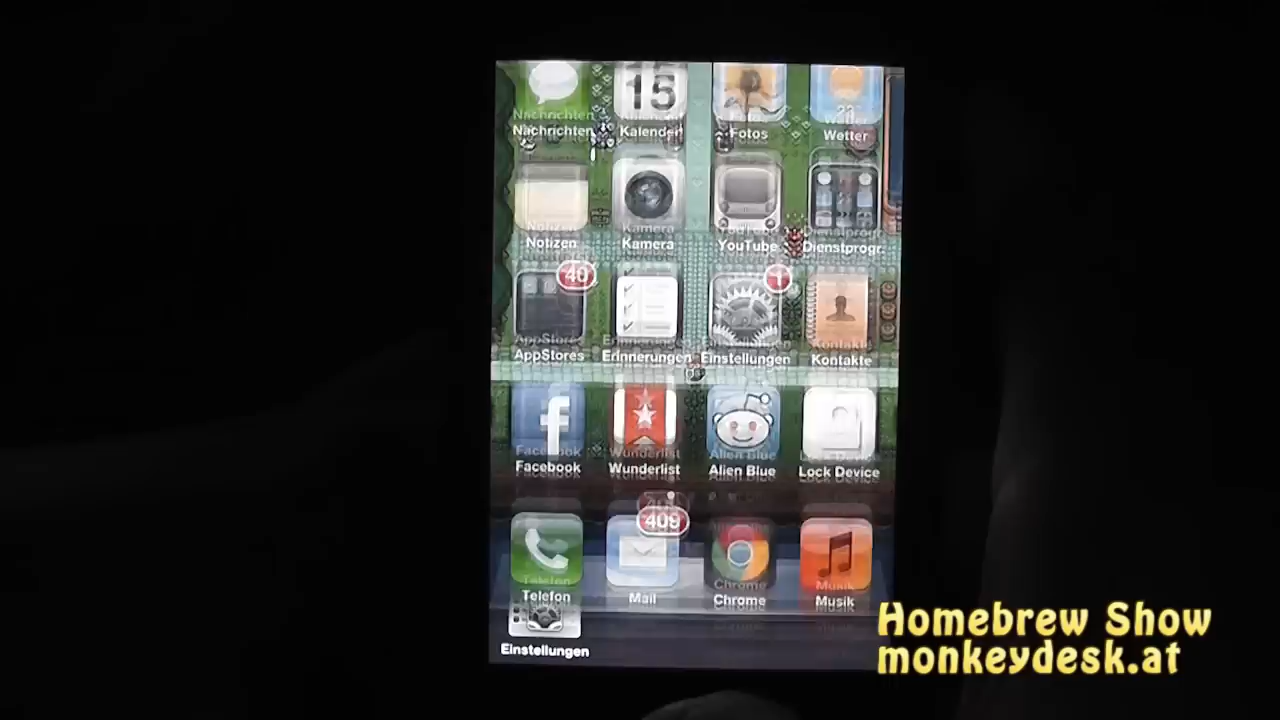 15
Nachrichten Kalender Fotos Wetter
Notizen Kamera YouTube Dienstprogr.
40 1
AppStores Erinnerungen Einstellungen Kontakte
Facebook Wunderlist Alien Blue Lock Device
409
Telefon Mail Chrome Musik
Einstellungen
Homebrew Show
monkeydesk.at